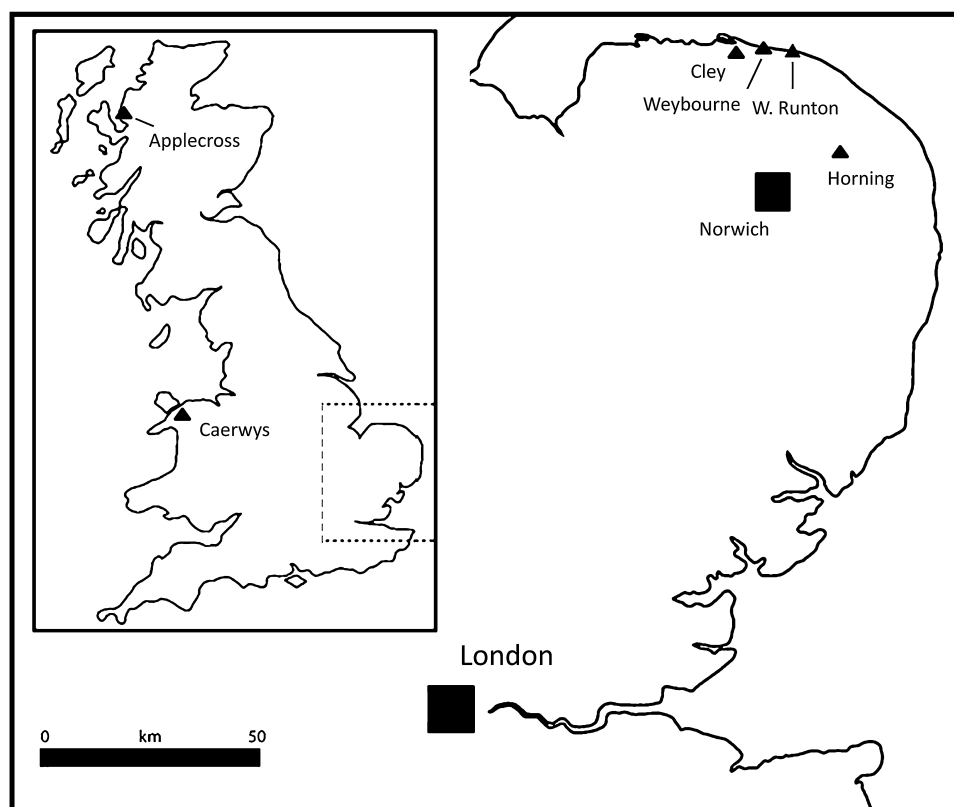 Applecross
Caerwys
Cley
Weybourne
W. Runton
Horning
Norwich
London
0 km 50